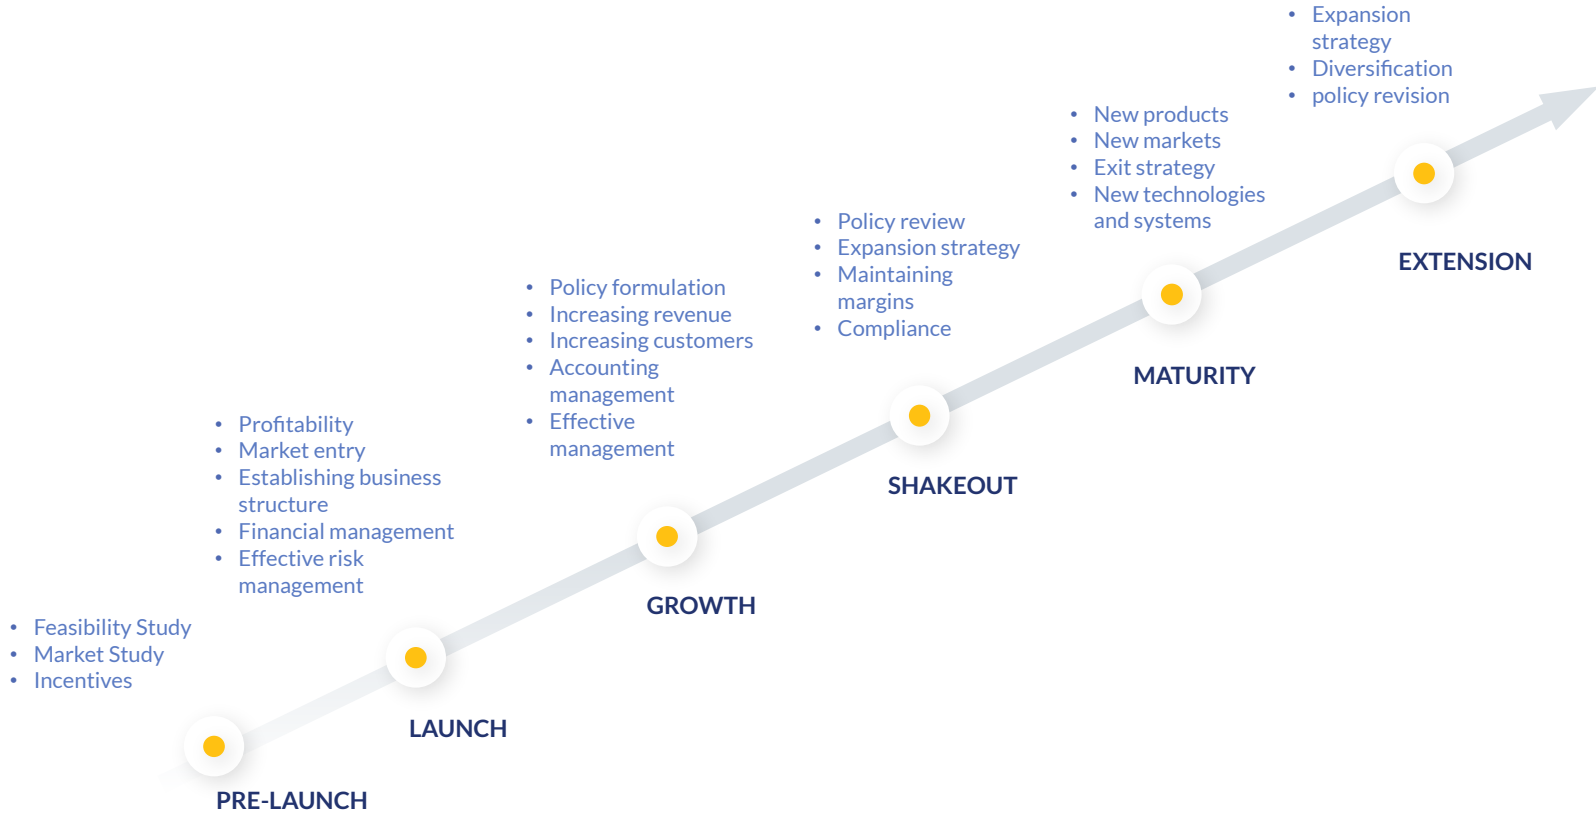 • Feasibility Study
• Market Study
• Incentives
PRE-LAUNCH
• Profitability
• Market entry
• Establishing business
structure
• Financial management
• Effective risk
management
LAUNCH
• Policy formulation
• Increasing revenue
• Increasing customers
• Accounting
management
• Effective
management
GROWTH
• Policy review
• Expansion strategy
• Maintaining
margins
• Compliance
SHAKEOUT
• New products
• New markets
• Exit strategy
• New technologies
and systems
MATURITY
• Expansion
strategy
• Diversification
• policy revision
EXTENSION